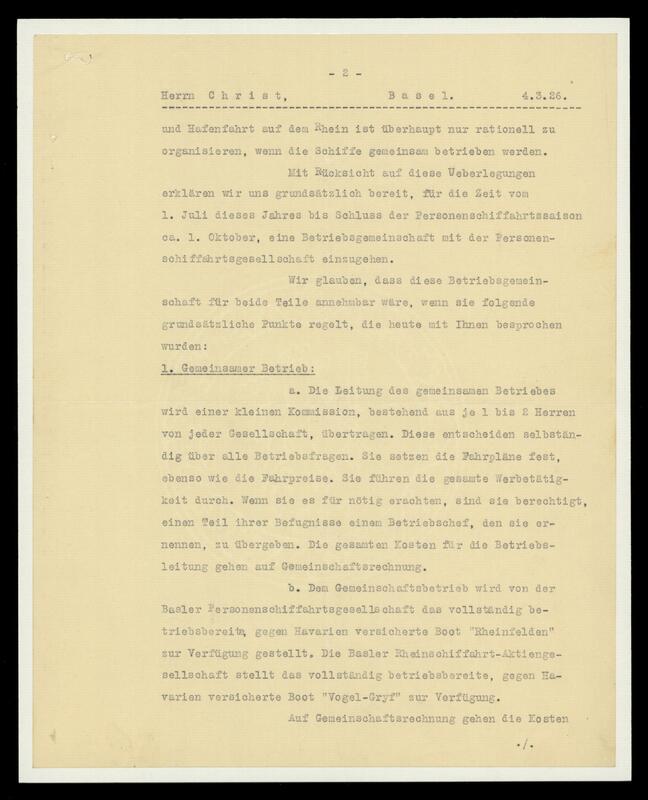 - 2 -
Herrn C h r i s t, B a s e l. 4.3.26.
und Hafenfahrt auf dem Rhein ist überhaupt nur rationell zu
organisieren, wenn die Schiffe gemeinsam betrieben werden.
Mit Rücksicht auf diese Ueberlegungen
erklären wir uns grundsätzlich bereit, für die Zeit vom
1. Juli dieses Jahres bis Schluss der Personenschiffahrtssaison
ca. 1. Oktober, eine Betriebsgemeinschaft mit der Personen-
schiffahrtsgesellschaft einzugehen.
Wir glauben, dass diese Betriebsgemein-
schaft für beide Teile annehmbar wäre, wenn sie folgende
grundsätzliche Punkte regelt, die heute mit Ihnen besprochen
wurden:
1. Gemeinsamer Betrieb:
a. Die Leitung des gemeinsamen Betriebes
wird einer kleinen Kommission, bestehend aus je 1 bis 2 Herren
von jeder Gesellschaft, übertragen. Diese entscheiden selbstän-
dig über alle Betriebsfragen. Sie setzen die Fahrpläne fest,
ebenso wie die Fahrpreise. Sie führen die gesamte Werbetätig-
keit durch. Wenn sie es für nötig erachten, sind sie berechtigt,
einen Teil ihrer Befugnisse einem Betriebschef, den sie er-
nennen, zu übergeben. Die gesamten Kosten für die Betriebs-
leitung gehen auf Gemeinschaftsrechnung.
b. Dem Gemeinschaftsbetrieb wird von der
Basler Personenschiffahrtsgesellschaft das vollständig be-
triebsbereite, gegen Havarien versicherte Boot "Rheinfelden"
zur Verfügung gestellt. Die Basler Rheinschiffahrt-Aktienge-
sellschaft stellt das vollständig betriebsbereite, gegen Ha-
varien versicherte Boot "Vogel-Gryf" zur Verfügung.
Auf Gemeinschaftsrechnung gehen die Kosten
./.